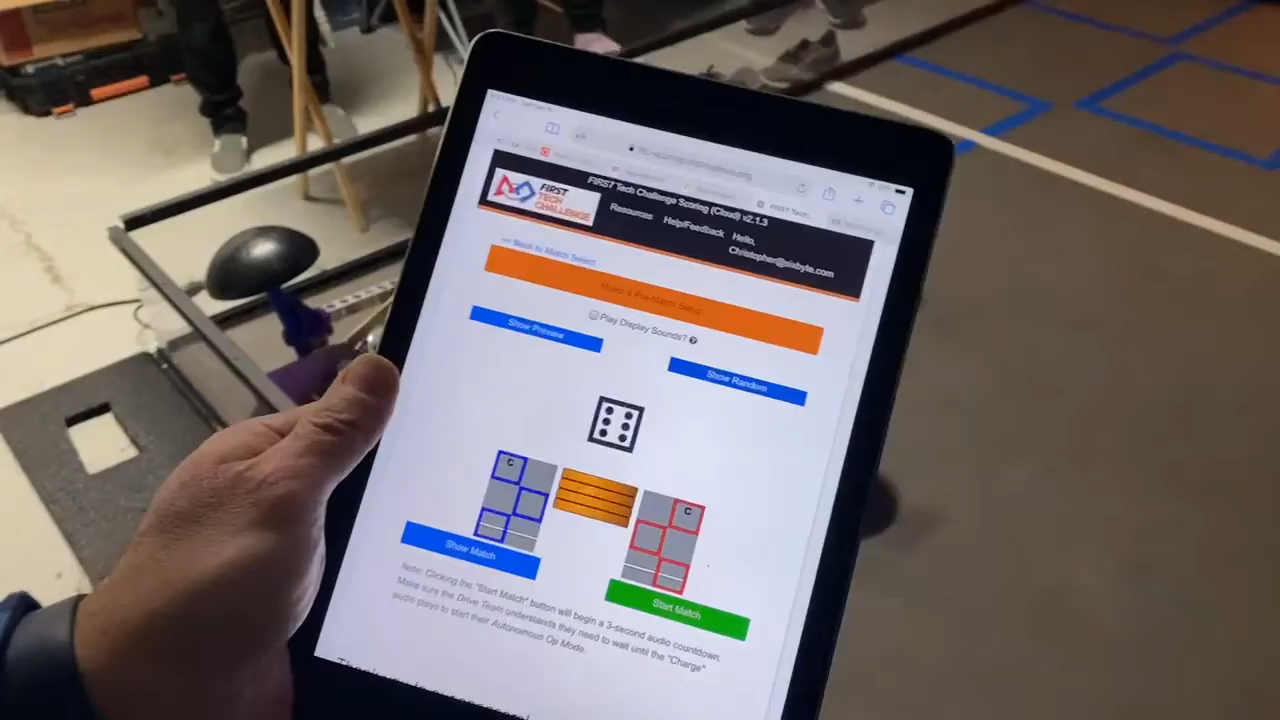 FIRST Tech Challenge Scoring (Cloud) v2.1.3
FIRST
TECH
CHALLENGE
Resources Help/Feedback Hello,
Christopher@sixbyte.com
Back to Match Select
Play Display Sounds?
Show Preview
Show Random
C
C
Show Match
Start Match
Note: Clicking the "Start Match" button will begin a 3-second audio countdown.
Make sure the Drive Team understands they need to wait until the "Charge"
audio plays to start their Autonomous Op Mode.